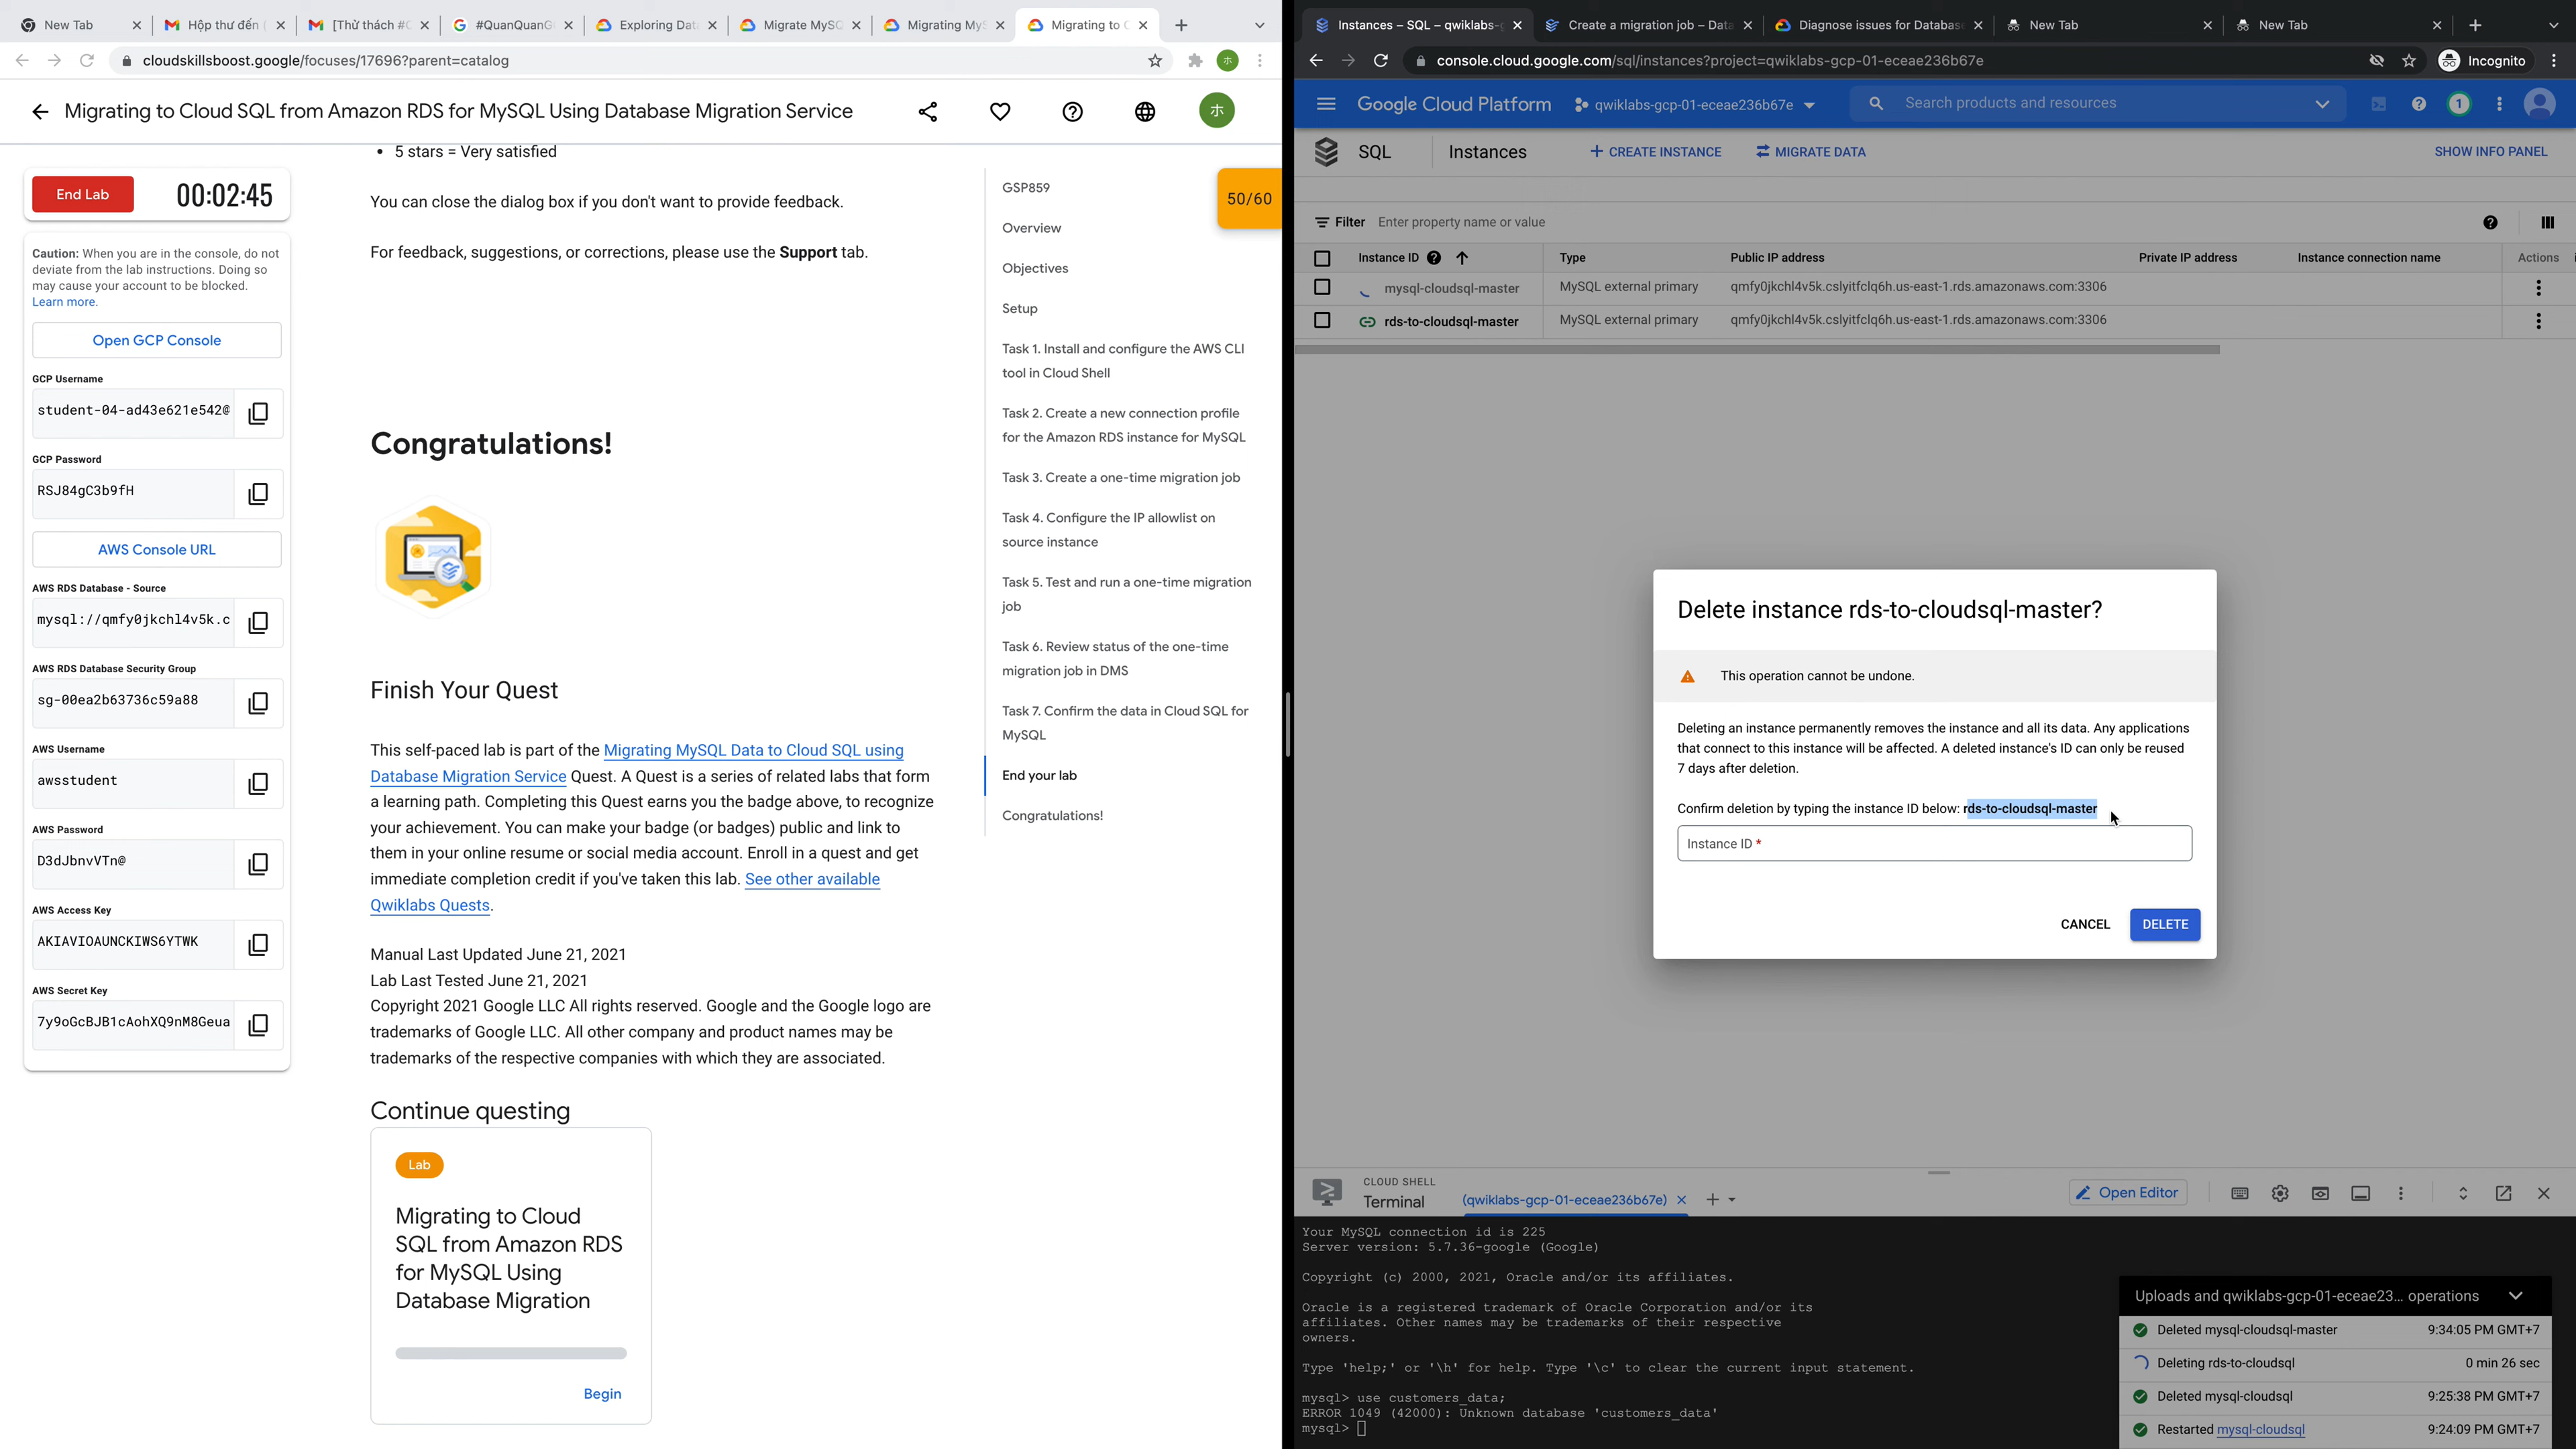 New Tab
Hộp thư đến (
[Thử thách #C
#QuanQuanG
Exploring Dat
Migrate MySQ
Migrating MyS
Migrating to C
cloudskillsboost.google/focuses/17696?parent=catalog
Migrating to Cloud SQL from Amazon RDS for MySQL Using Database Migration Service
ホ
End Lab
00:02:45
Caution: When you are in the console, do not
deviate from the lab instructions. Doing so
may cause your account to be blocked.
Learn more.
Open GCP Console
GCP Username
student-04-ad43e621e542@
GCP Password
RSJ84gC3b9fH
AWS Console URL
AWS RDS Database - Source
mysql://qmfy0jkchl4v5k.c
AWS RDS Database Security Group
sg-00ea2b63736c59a88
AWS Username
awsstudent
AWS Password
D3dJbnvVTn@
AWS Access Key
AKIAVIOAUNCKIWS6YTWK
AWS Secret Key
7y9oGcBJB1cAohXQ9nM8Geua
• 5 stars = Very satisfied
You can close the dialog box if you don't want to provide feedback.
For feedback, suggestions, or corrections, please use the Support tab.
Congratulations!
Finish Your Quest
This self-paced lab is part of the Migrating MySQL Data to Cloud SQL using
Database Migration Service Quest. A Quest is a series of related labs that form
a learning path. Completing this Quest earns you the badge above, to recognize
your achievement. You can make your badge (or badges) public and link to
them in your online resume or social media account. Enroll in a quest and get
immediate completion credit if you've taken this lab. See other available
Qwiklabs Quests.
Manual Last Updated June 21, 2021
Lab Last Tested June 21, 2021
Copyright 2021 Google LLC All rights reserved. Google and the Google logo are
trademarks of Google LLC. All other company and product names may be
trademarks of the respective companies with which they are associated.
Continue questing
Lab
Migrating to Cloud
SQL from Amazon RDS
for MySQL Using
Database Migration
Begin
GSP859
Overview
Objectives
Setup
Task 1. Install and configure the AWS CLI
tool in Cloud Shell
Task 2. Create a new connection profile
for the Amazon RDS instance for MySQL
Task 3. Create a one-time migration job
Task 4. Configure the IP allowlist on
source instance
Task 5. Test and run a one-time migration
job
Task 6. Review status of the one-time
migration job in DMS
Task 7. Confirm the data in Cloud SQL for
MySQL
End your lab
Congratulations!
50/60
Instances – SQL – qwiklabs-g
Create a migration job – Data
Diagnose issues for Database
New Tab
New Tab
console.cloud.google.com/sql/instances?project=qwiklabs-gcp-01-eceae236b67e
Incognito
Google Cloud Platform
qwiklabs-gcp-01-eceae236b67e
Search products and resources
1
SQL
Instances
CREATE INSTANCE
MIGRATE DATA
SHOW INFO PANEL
Filter Enter property name or value
Instance ID Type Public IP address Private IP address Instance connection name Actions
mysql-cloudsql-master MySQL external primary qmfy0jkchl4v5k.cslyitfclq6h.us-east-1.rds.amazonaws.com:3306
rds-to-cloudsql-master MySQL external primary qmfy0jkchl4v5k.cslyitfclq6h.us-east-1.rds.amazonaws.com:3306
Delete instance rds-to-cloudsql-master?
This operation cannot be undone.
Deleting an instance permanently removes the instance and all its data. Any applications
that connect to this instance will be affected. A deleted instance's ID can only be reused
7 days after deletion.
Confirm deletion by typing the instance ID below: rds-to-cloudsql-master
Instance ID *
CANCEL
DELETE
CLOUD SHELL
Terminal
(qwiklabs-gcp-01-eceae236b67e)
Open Editor
Your MySQL connection id is 225
Server version: 5.7.36-google (Google)
Copyright (c) 2000, 2021, Oracle and/or its affiliates.
Oracle is a registered trademark of Oracle Corporation and/or its
affiliates. Other names may be trademarks of their respective
owners.
Type 'help;' or '\h' for help. Type '\c' to clear the current input statement.
mysql> use customers_data;
ERROR 1049 (42000): Unknown database 'customers_data'
mysql>
Uploads and qwiklabs-gcp-01-eceae23... operations
Deleted mysql-cloudsql-master 9:34:05 PM GMT+7
Deleting rds-to-cloudsql 0 min 26 sec
Deleted mysql-cloudsql 9:25:38 PM GMT+7
Restarted mysql-cloudsql 9:24:09 PM GMT+7